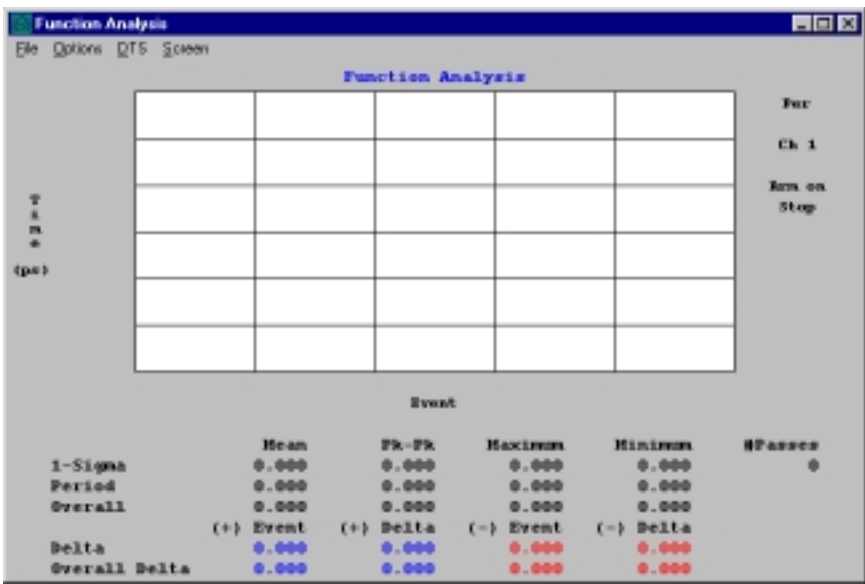 Function Analysis
File Options DTS Screen
Function Analysis
Per
Ch 1
Arm on
Stop
Time
(ps)
Event
Mean Pk-Pk Maximum Minimum #Passes
1-Sigma 0.000 0.000 0.000 0.000 0
Period 0.000 0.000 0.000 0.000
Overall 0.000 0.000 0.000 0.000
(+) Event (+) Delta (-) Event (-) Delta
Delta 0.000 0.000 0.000 0.000
Overall Delta 0.000 0.000 0.000 0.000